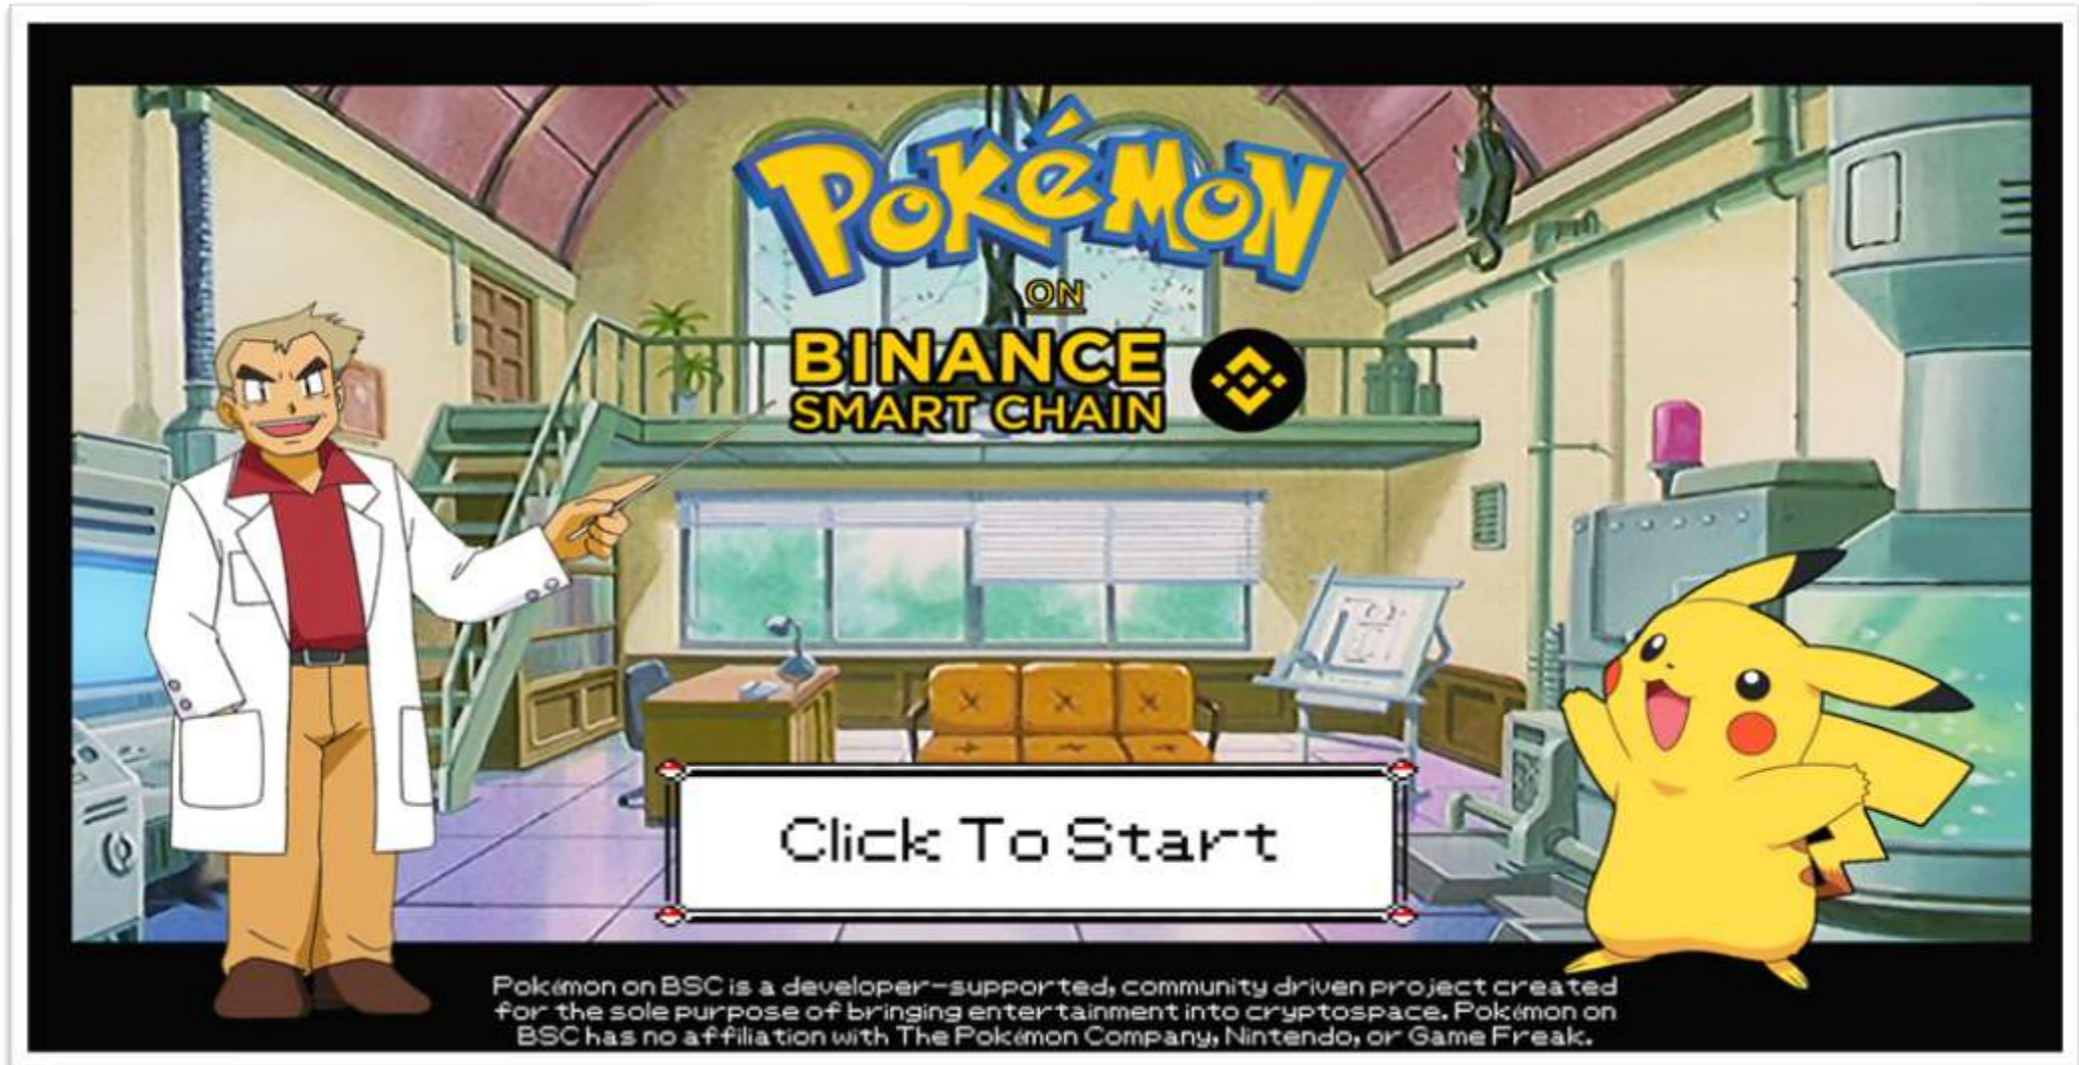 POKéMON
ON
BINANCE
SMART CHAIN
Click To Start
Pokémon on BSC is a developer-supported, community driven project created
for the sole purpose of bringing entertainment into cryptospace. Pokémon on
BSC has no affiliation with The Pokémon Company, Nintendo, or Game Freak.